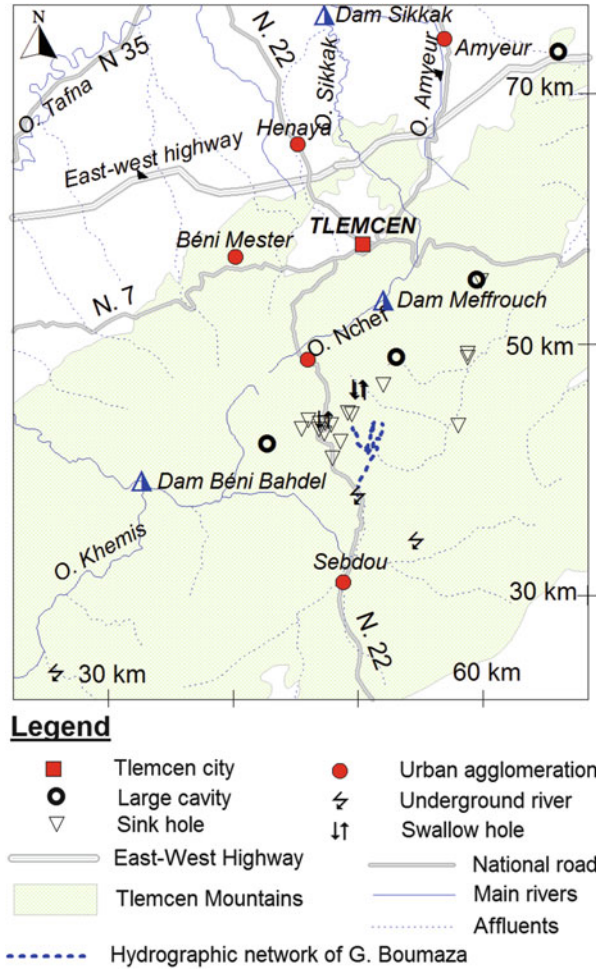 N
N 35
O. Tafna
N. 22
Dam Sikkak
O. Sikkak
O. Amyeur
Amyeur
70 km
Henaya
East-west highway
TLEMCEN
Béni Mester
N. 7
Dam Meffrouch
O. Nchef
50 km
Dam Béni Bahdel
O. Khemis
Sebdou
30 km
N. 22
30 km
60 km
Legend
Tlemcen city
Urban agglomeration
Large cavity
Underground river
Sink hole
Swallow hole
East-West Highway
National road
Tlemcen Mountains
Main rivers
Affluents
Hydrographic network of G. Boumaza